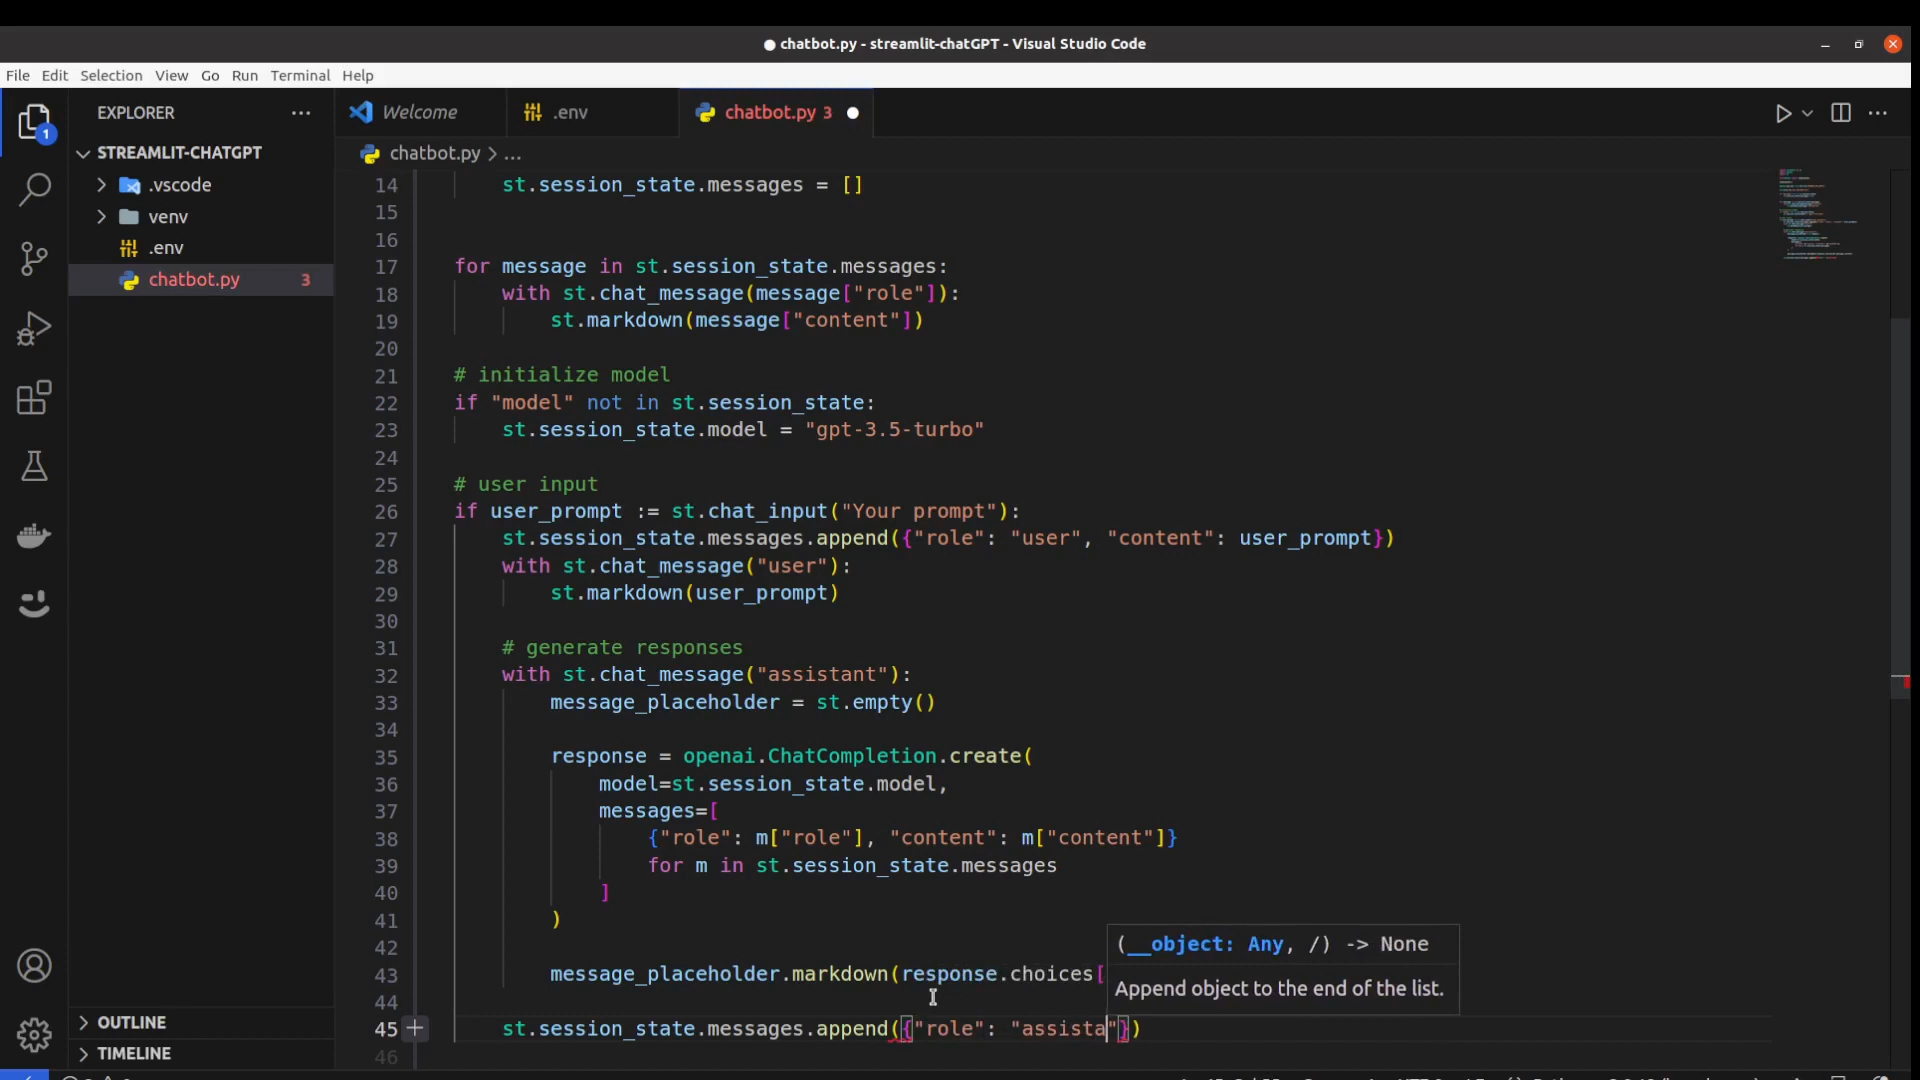 chatbot.py - streamlit-chatGPT - Visual Studio Code
File Edit Selection View Go Run Terminal Help
EXPLORER
Welcome
.env
chatbot.py 3
1
STREAMLIT-CHATGPT
chatbot.py > ...
.vscode
venv
.env
chatbot.py 3
14 st.session_state.messages = []
15
16
17 for message in st.session_state.messages:
18 with st.chat_message(message["role"]):
19 st.markdown(message["content"])
20
21 # initialize model
22 if "model" not in st.session_state:
23 st.session_state.model = "gpt-3.5-turbo"
24
25 # user input
26 if user_prompt := st.chat_input("Your prompt"):
27 st.session_state.messages.append({"role": "user", "content": user_prompt})
28 with st.chat_message("user"):
29 st.markdown(user_prompt)
30
31 # generate responses
32 with st.chat_message("assistant"):
33 message_placeholder = st.empty()
34
35 response = openai.ChatCompletion.create(
36 model=st.session_state.model,
37 messages=[
38 {"role": m["role"], "content": m["content"]}
39 for m in st.session_state.messages
40 ]
41 )
42
43 message_placeholder.markdown(response.choices[
44
45 st.session_state.messages.append({"role": "assista"})
46
(__object: Any, /) -> None
Append object to the end of the list.
OUTLINE
TIMELINE